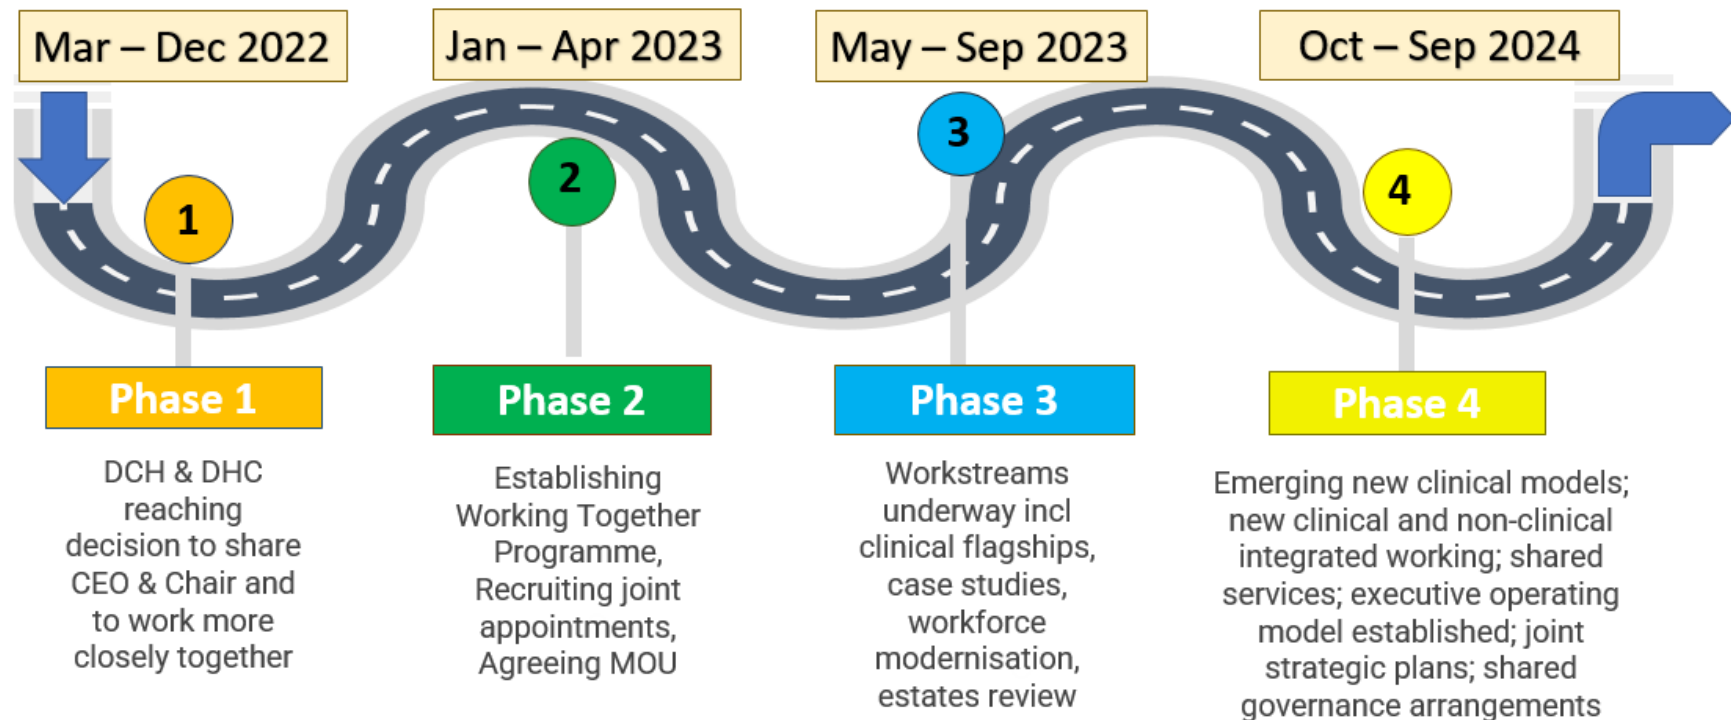 Mar – Dec 2022
Jan – Apr 2023
May – Sep 2023
Oct – Sep 2024
1
2
3
4
Phase 1
DCH & DHC
reaching
decision to share
CEO & Chair and
to work more
closely together
Phase 2
Establishing
Working Together
Programme,
Recruiting joint
appointments,
Agreeing MOU
Phase 3
Workstreams
underway incl
clinical flagships,
case studies,
workforce
modernisation,
estates review
Phase 4
Emerging new clinical models;
new clinical and non-clinical
integrated working; shared
services; executive operating
model established; joint
strategic plans; shared
governance arrangements